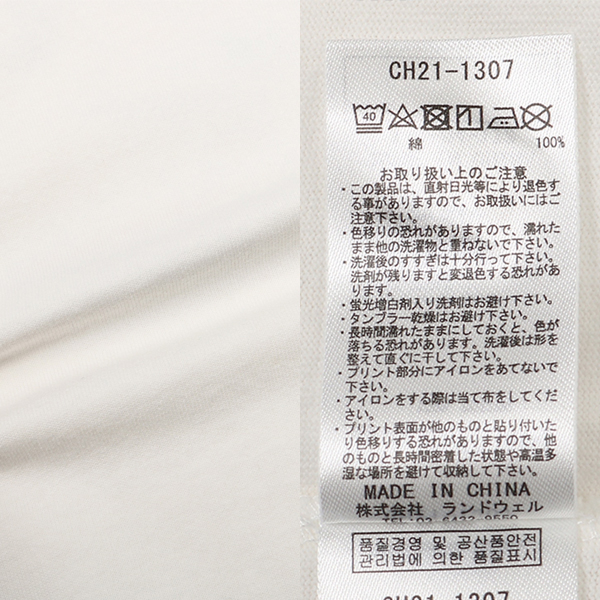 CH21-1307
40
綿 100%
お取り扱い上のご注意
・この製品は、直射日光等により退色す
る事がありますので、お取扱いにはご
注意下さい。
・色移りの恐れがありますので、濡れた
まま他の洗濯物と重ねないで下さい。
・洗濯後のすすぎは十分行って下さい。
洗剤が残りますと変退色する恐れがあ
ります。
・蛍光増白剤入り洗剤はお避け下さい。
・タンブラー乾燥はお避け下さい。
・長時間濡れたままにしておくと、色が
落ちる恐れがあります。洗濯後は形を
整えて直ぐに干して下さい。
・プリント部分にアイロンをあてないで
下さい。
・アイロンをする際は当て布をしてくだ
さい。
・プリント表面が他のものと貼り付いた
り色移りする恐れがありますので、他
のものと長時間密着した状態や高温多
湿な場所を避けて収納して下さい。
MADE IN CHINA
株式会社 ランドウェル
품질경영 및 공산품안전
관리법에 의한 품질표시
CH21-1307